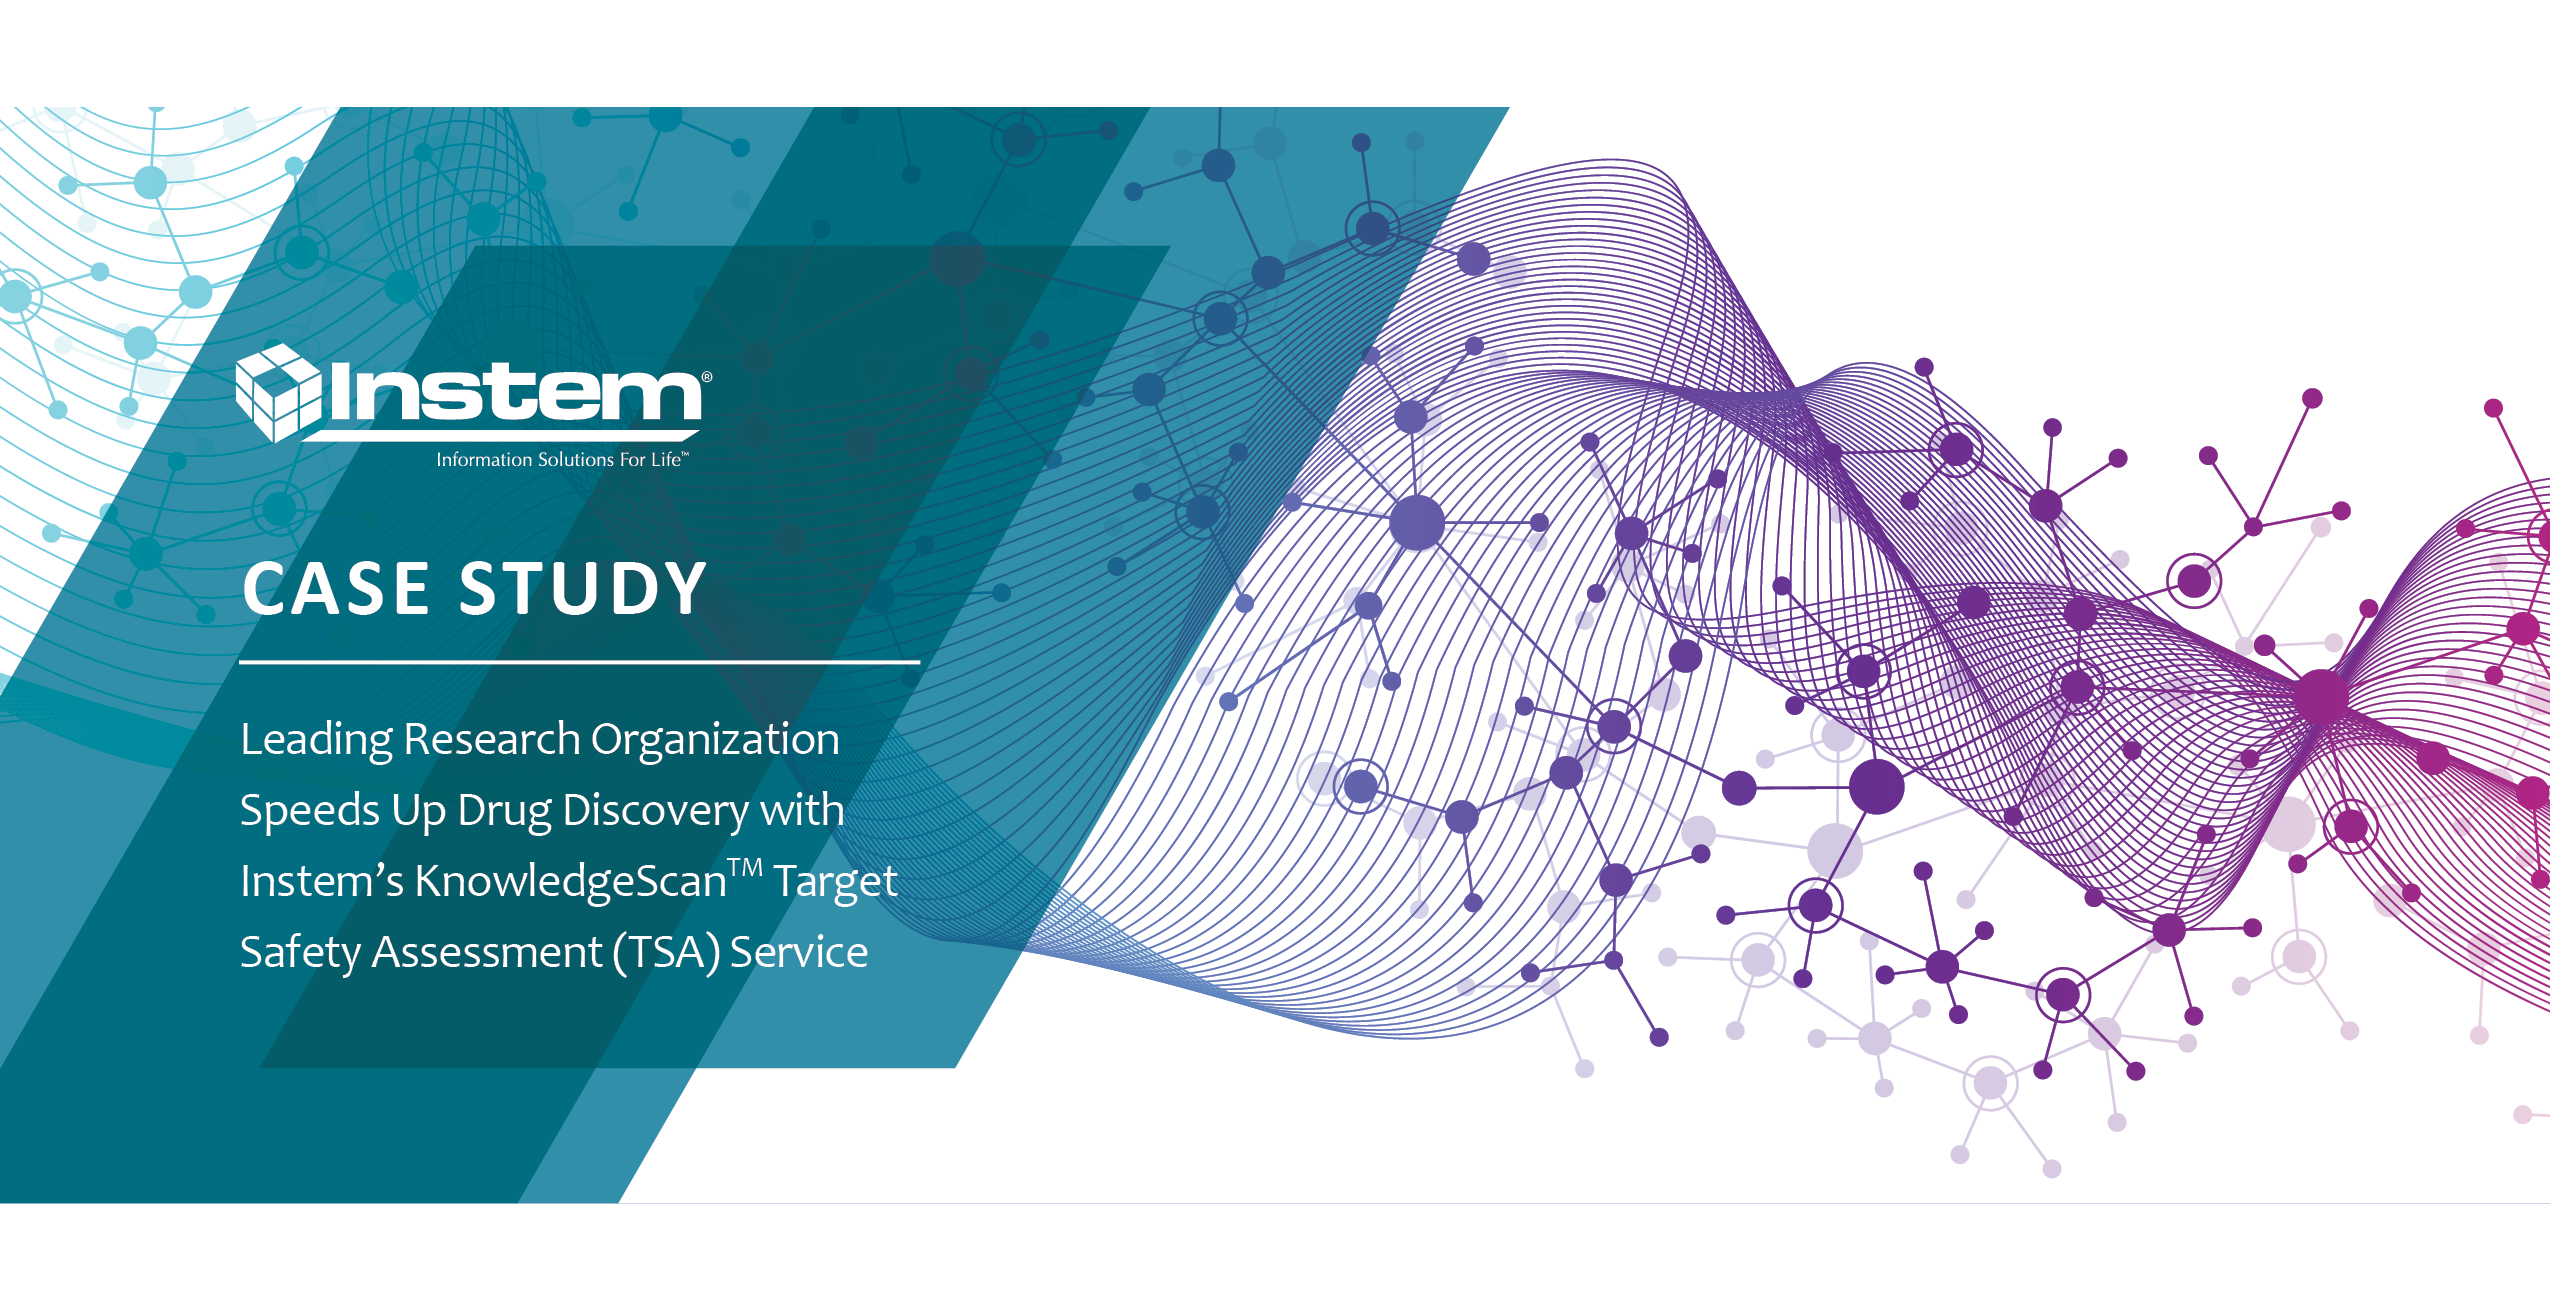 Instem®
Information Solutions For Life™
CASE STUDY
Leading Research Organization
Speeds Up Drug Discovery with
Instem’s KnowledgeScan™ Target
Safety Assessment (TSA) Service